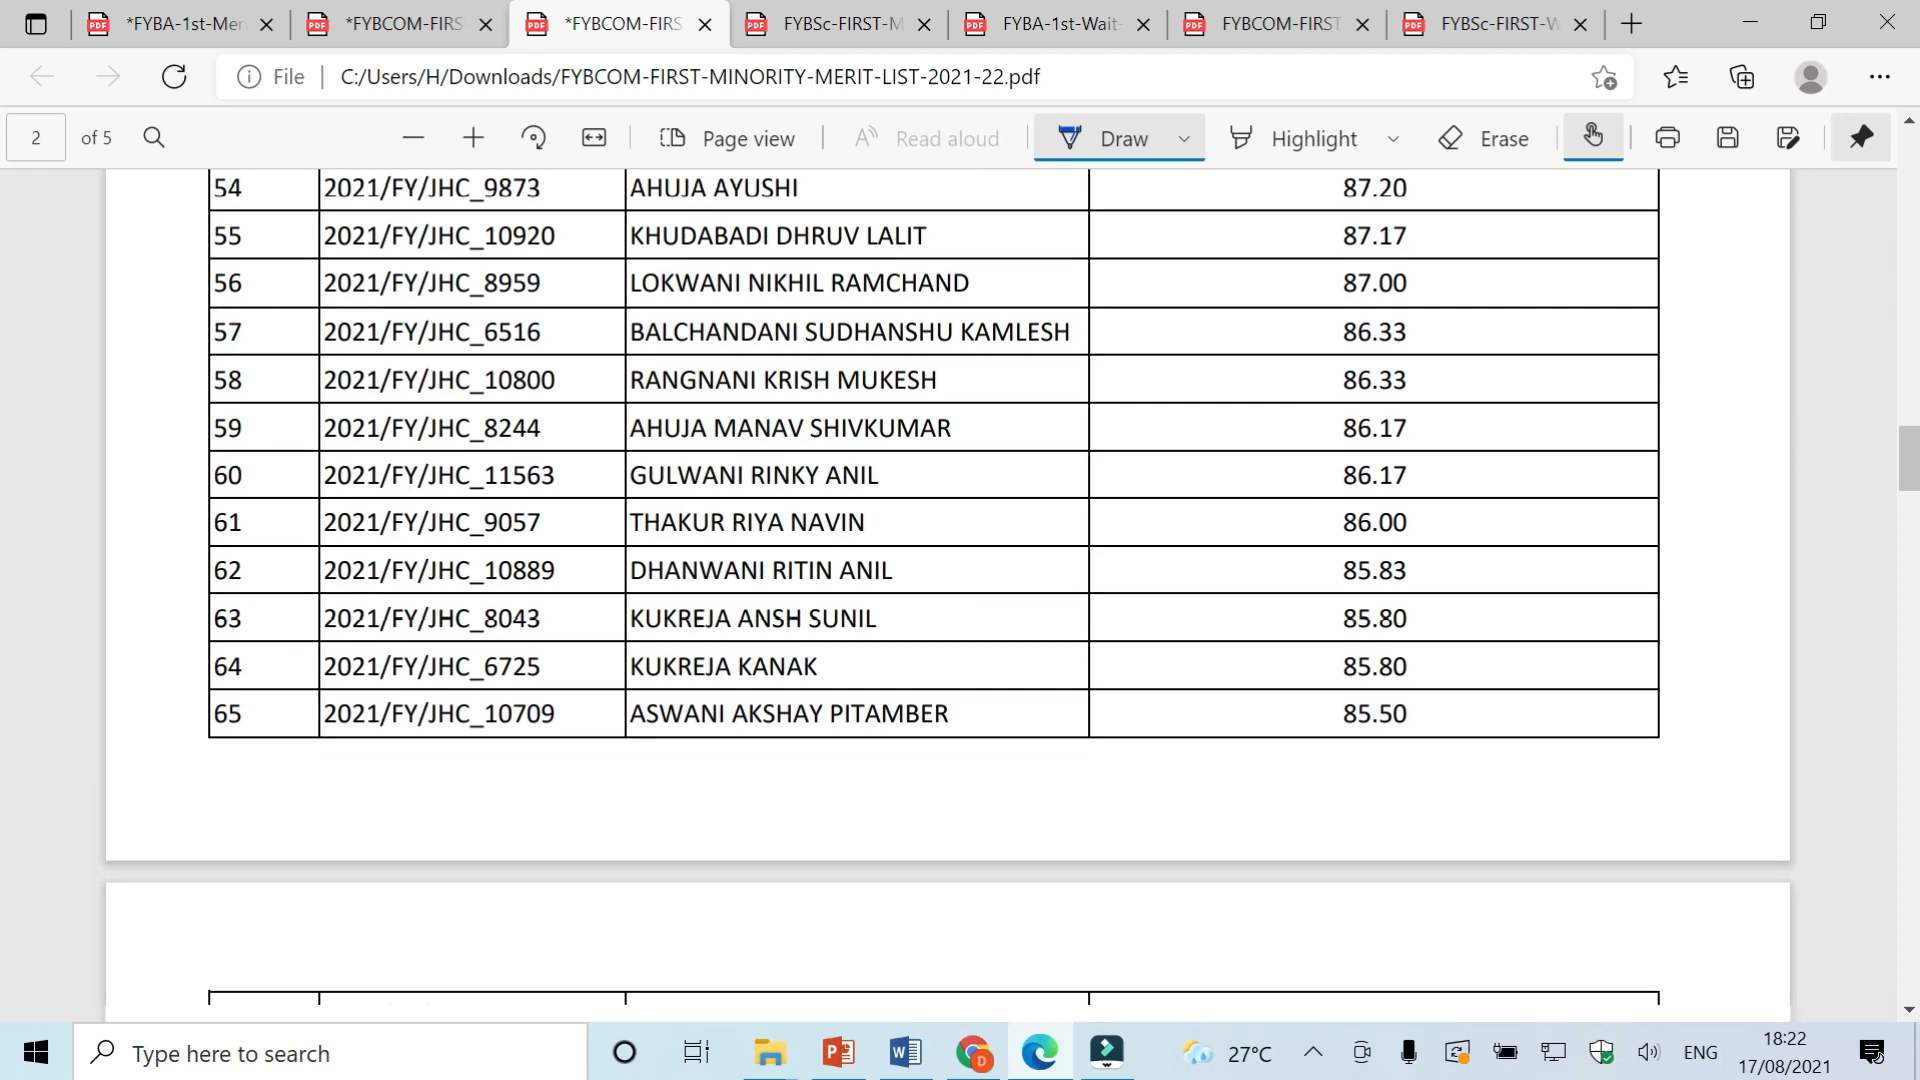 *FYBA-1st-Mer
*FYBCOM-FIRS
*FYBCOM-FIRS
FYBSc-FIRST-M
FYBA-1st-Wait-
FYBCOM-FIRST
FYBSc-FIRST-W
File
C:/Users/H/Downloads/FYBCOM-FIRST-MINORITY-MERIT-LIST-2021-22.pdf
2 of 5 Page view Read aloud Draw Highlight Erase
54 2021/FY/JHC_9873 AHUJA AYUSHI 87.20
55 2021/FY/JHC_10920 KHUDABADI DHRUV LALIT 87.17
56 2021/FY/JHC_8959 LOKWANI NIKHIL RAMCHAND 87.00
57 2021/FY/JHC_6516 BALCHANDANI SUDHANSHU KAMLESH 86.33
58 2021/FY/JHC_10800 RANGNANI KRISH MUKESH 86.33
59 2021/FY/JHC_8244 AHUJA MANAV SHIVKUMAR 86.17
60 2021/FY/JHC_11563 GULWANI RINKY ANIL 86.17
61 2021/FY/JHC_9057 THAKUR RIYA NAVIN 86.00
62 2021/FY/JHC_10889 DHANWANI RITIN ANIL 85.83
63 2021/FY/JHC_8043 KUKREJA ANSH SUNIL 85.80
64 2021/FY/JHC_6725 KUKREJA KANAK 85.80
65 2021/FY/JHC_10709 ASWANI AKSHAY PITAMBER 85.50
Type here to search
27°C
ENG
18:22
17/08/2021